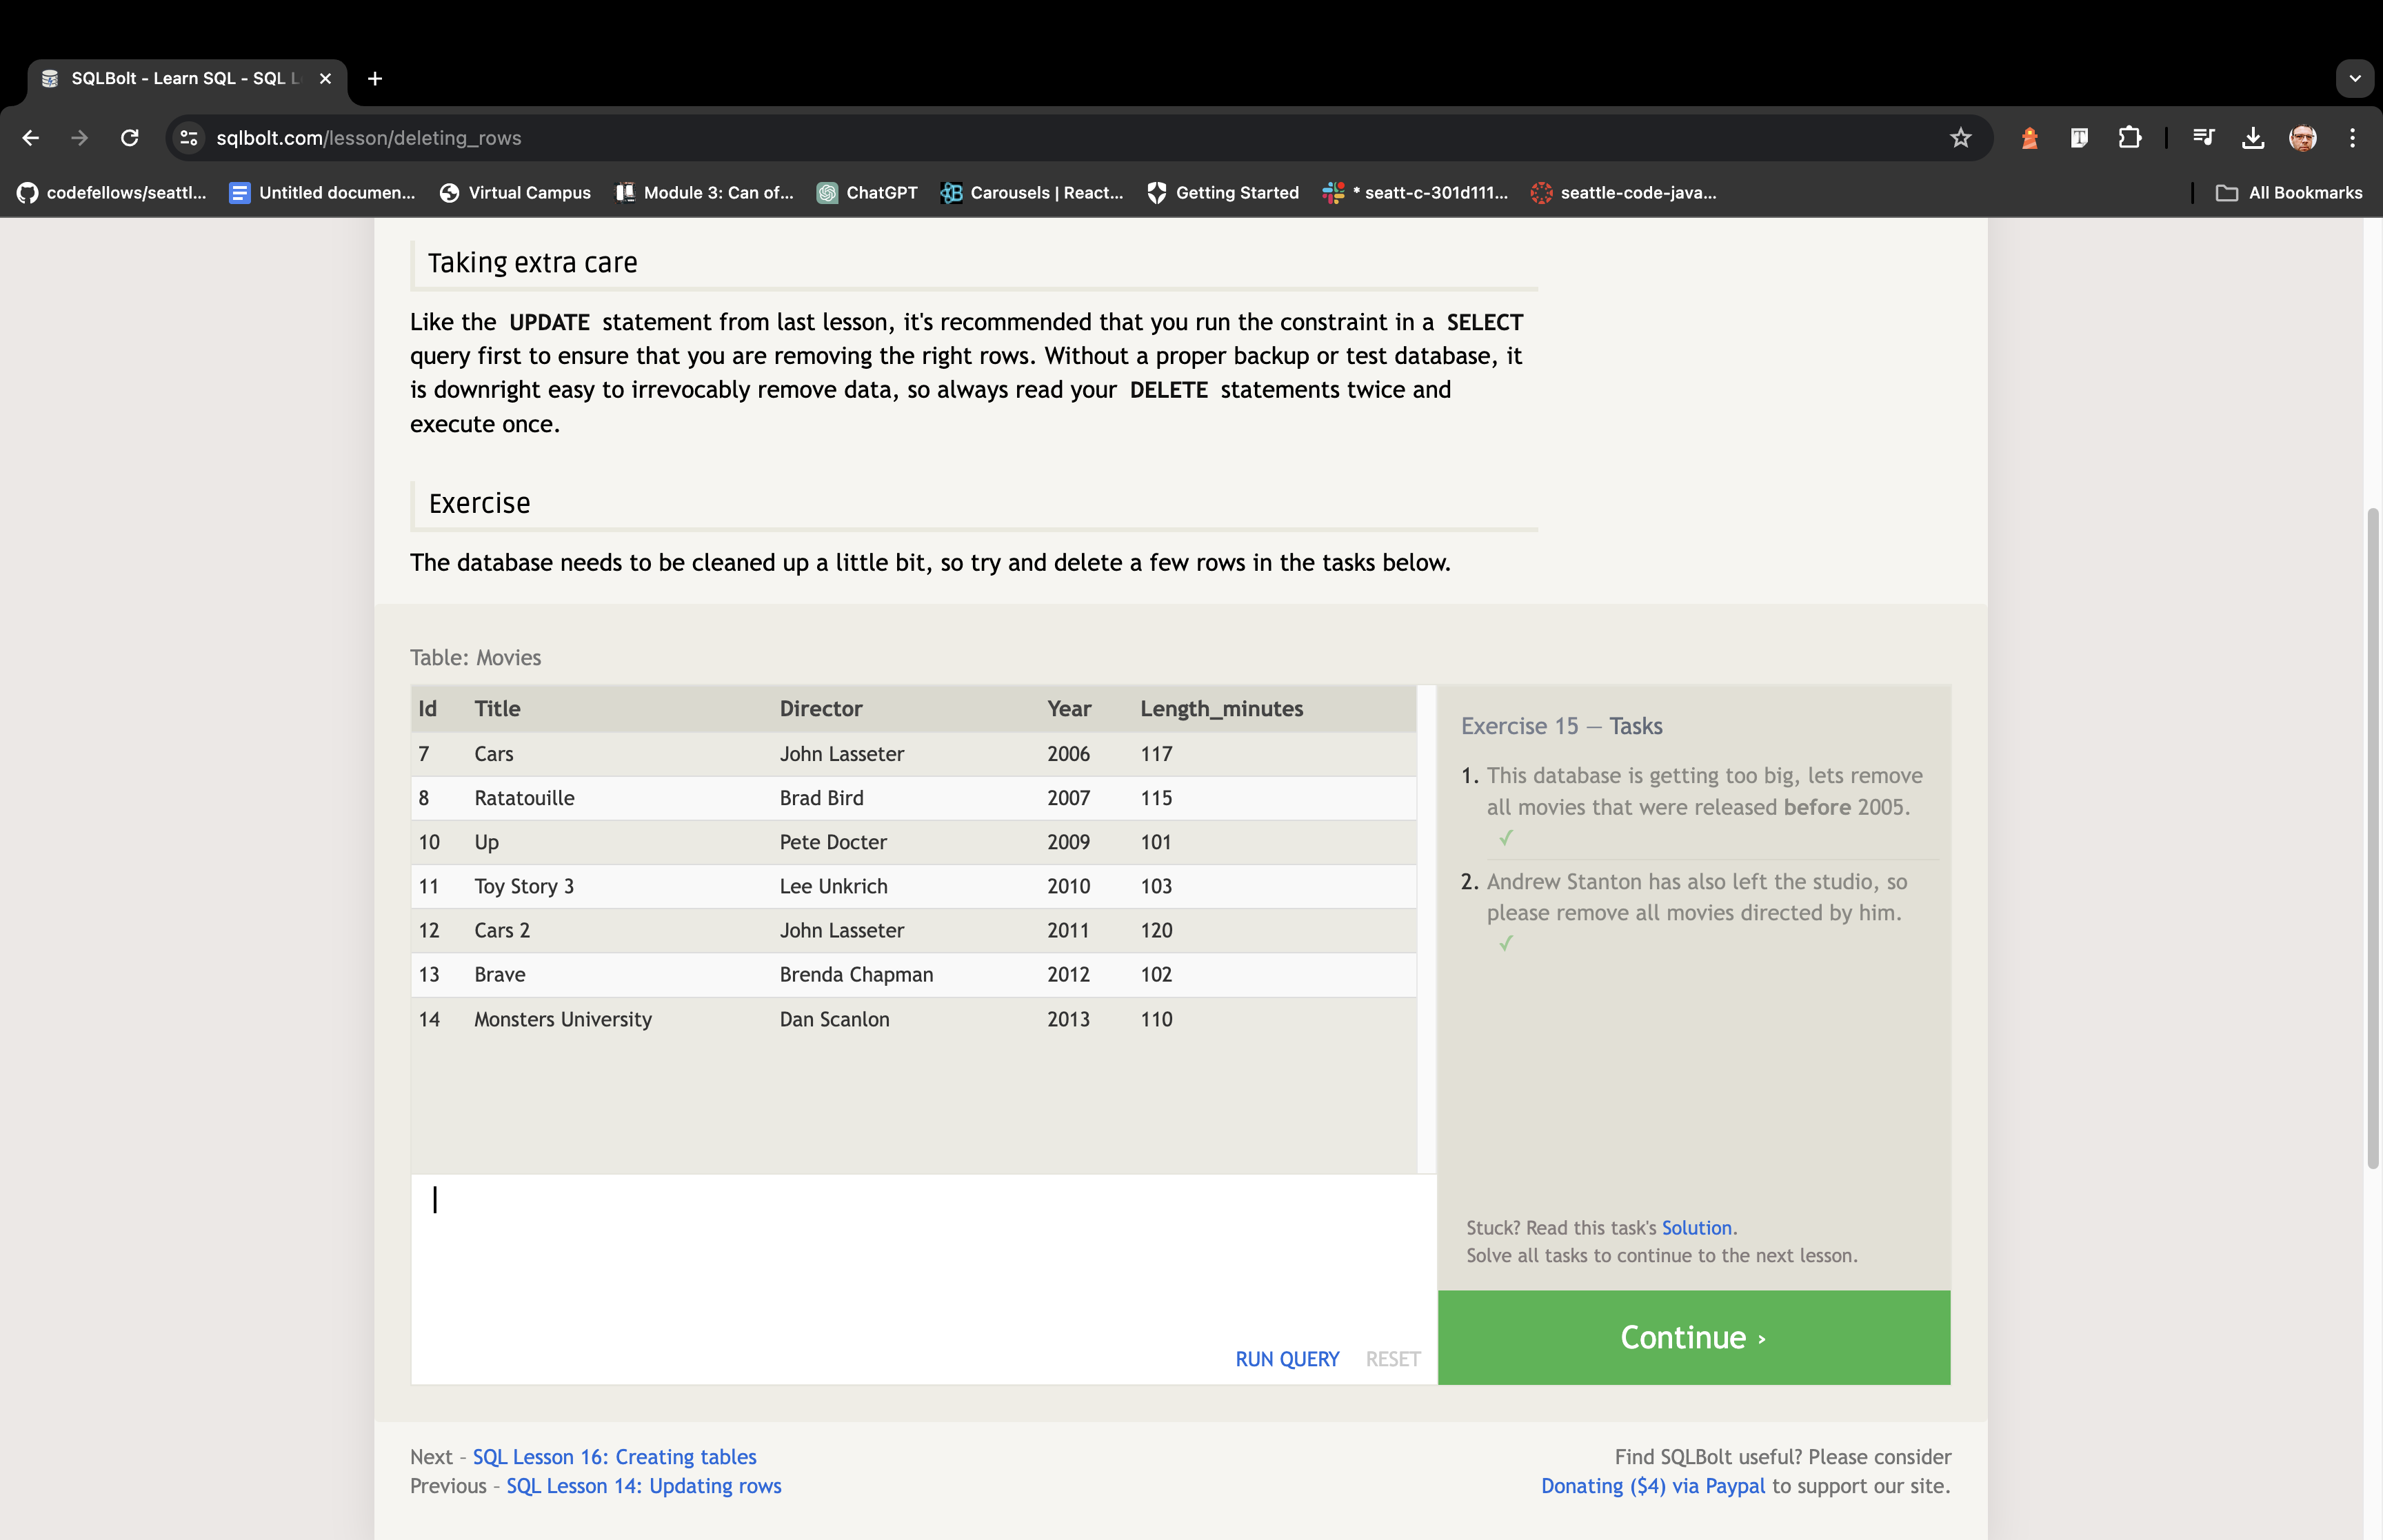 SQLBolt - Learn SQL - SQL L
sqlbolt.com/lesson/deleting_rows
codefellows/seattl... Untitled documen... Virtual Campus Module 3: Can of... ChatGPT Carousels | React... Getting Started * seatt-c-301d111... seattle-code-java... All Bookmarks
Taking extra care
Like the UPDATE statement from last lesson, it's recommended that you run the constraint in a SELECT
query first to ensure that you are removing the right rows. Without a proper backup or test database, it
is downright easy to irrevocably remove data, so always read your DELETE statements twice and
execute once.
Exercise
The database needs to be cleaned up a little bit, so try and delete a few rows in the tasks below.
Table: Movies
Id Title Director Year Length_minutes
7 Cars John Lasseter 2006 117
8 Ratatouille Brad Bird 2007 115
10 Up Pete Docter 2009 101
11 Toy Story 3 Lee Unkrich 2010 103
12 Cars 2 John Lasseter 2011 120
13 Brave Brenda Chapman 2012 102
14 Monsters University Dan Scanlon 2013 110
RUN QUERY RESET
Exercise 15 — Tasks
1. This database is getting too big, lets remove
all movies that were released before 2005.
✓
2. Andrew Stanton has also left the studio, so
please remove all movies directed by him.
✓
Stuck? Read this task's Solution.
Solve all tasks to continue to the next lesson.
Continue ›
Next - SQL Lesson 16: Creating tables
Previous - SQL Lesson 14: Updating rows
Find SQLBolt useful? Please consider
Donating ($4) via Paypal to support our site.